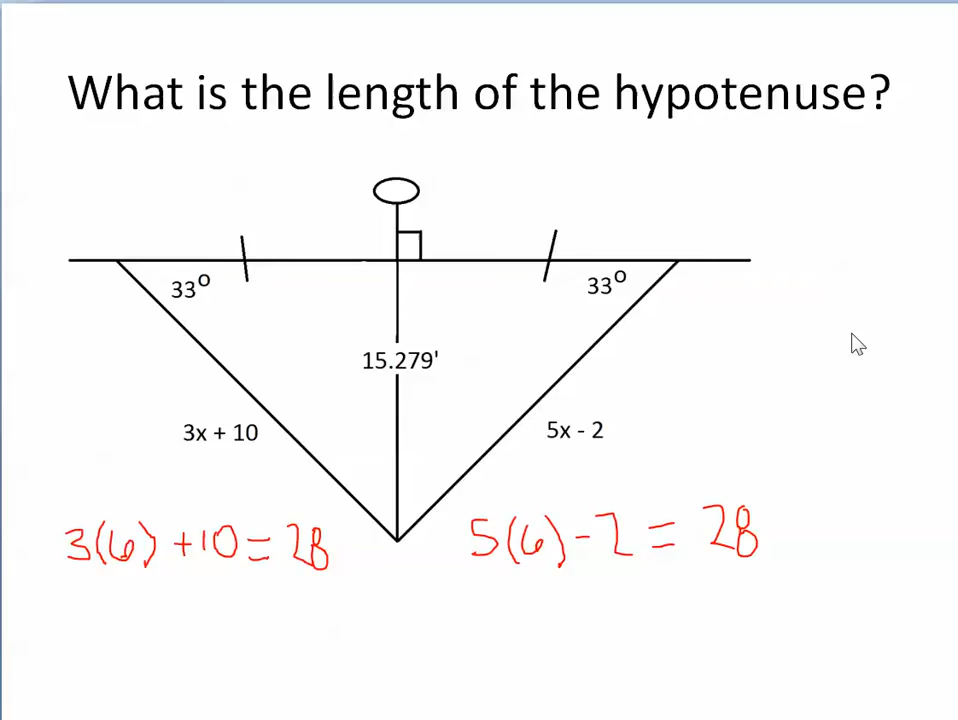 What is the length of the hypotenuse?
33° 33°
15.279'
3x + 10 5x - 2
3(6) +10 = 28 5(6) - 2 = 28